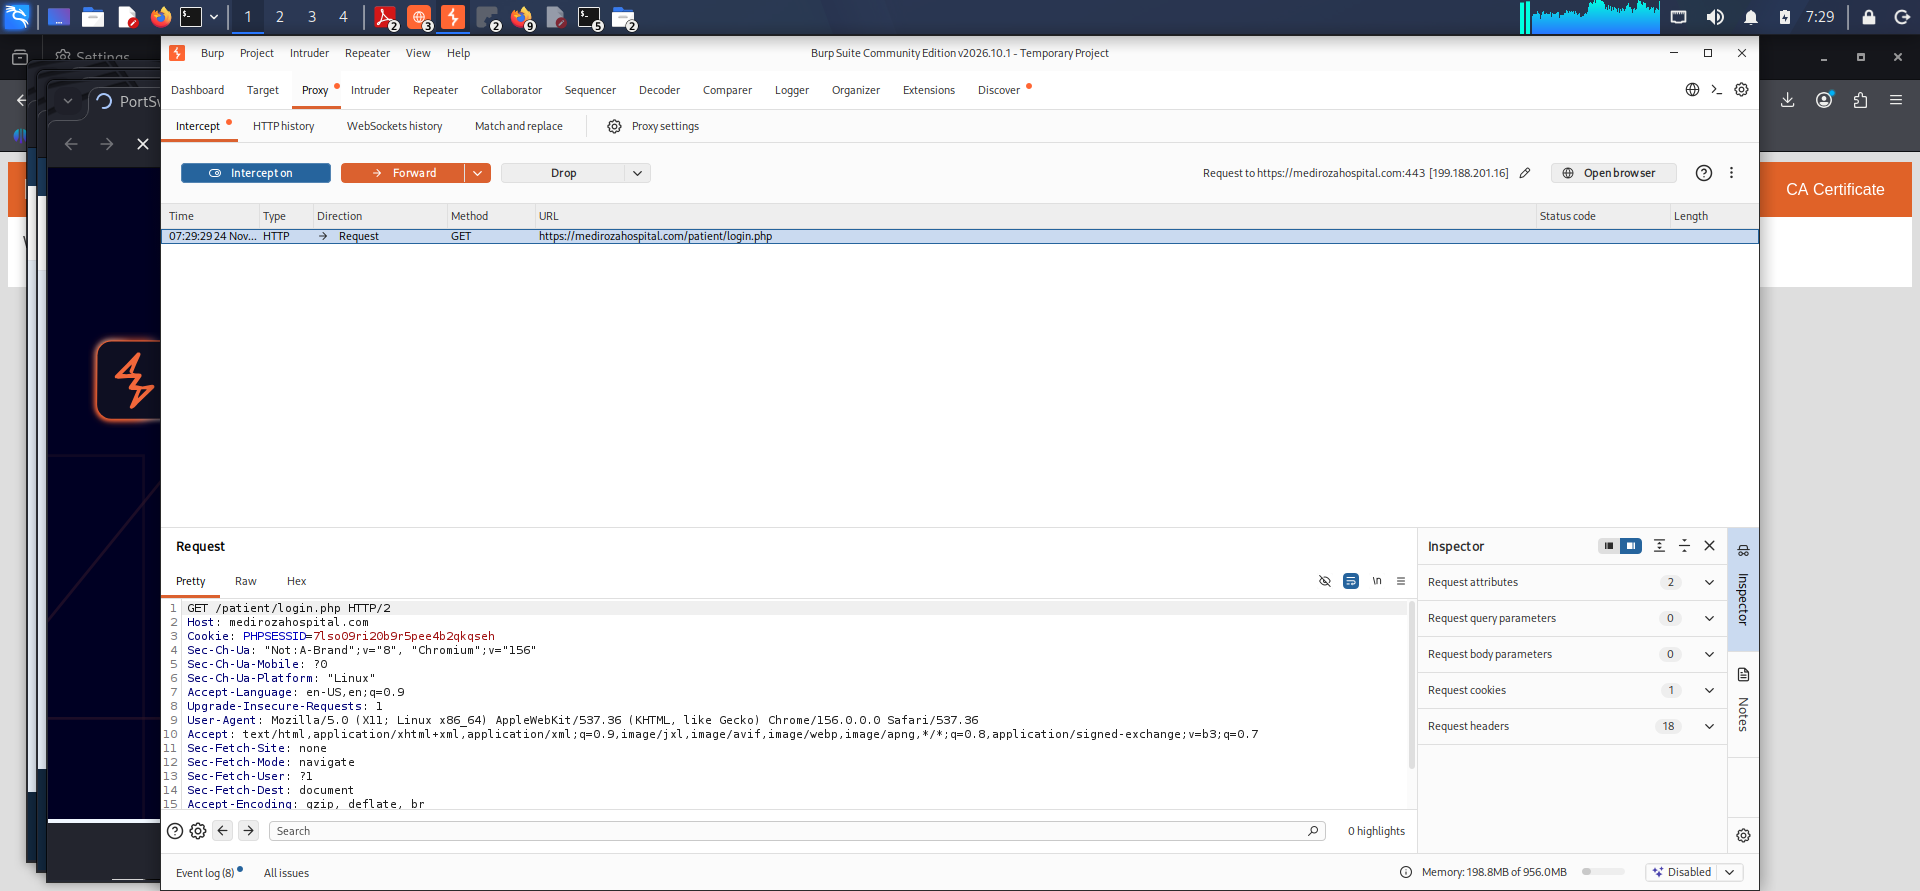 1 2 3 4 2 3 2 9 5 2 7:29
Settings
Burp Project Intruder Repeater View Help Burp Suite Community Edition v2026.10.1 - Temporary Project
PortSw
Dashboard Target Proxy Intruder Repeater Collaborator Sequencer Decoder Comparer Logger Organizer Extensions Discover
Intercept HTTP history WebSockets history Match and replace Proxy settings
Intercept on Forward Drop Request to https://medirozahospital.com:443 [199.188.201.16] Open browser
CA Certificate
Time Type Direction Method URL Status code Length
07:29:29 24 Nov... HTTP → Request GET https://medirozahospital.com/patient/login.php
Request
Pretty Raw Hex \n
1 GET /patient/login.php HTTP/2
2 Host: medirozahospital.com
3 Cookie: PHPSESSID=7lso09ri20b9r5pee4b2qkqseh
4 Sec-Ch-Ua: "Not:A-Brand";v="8", "Chromium";v="156"
5 Sec-Ch-Ua-Mobile: ?0
6 Sec-Ch-Ua-Platform: "Linux"
7 Accept-Language: en-US,en;q=0.9
8 Upgrade-Insecure-Requests: 1
9 User-Agent: Mozilla/5.0 (X11; Linux x86_64) AppleWebKit/537.36 (KHTML, like Gecko) Chrome/156.0.0.0 Safari/537.36
10 Accept: text/html,application/xhtml+xml,application/xml;q=0.9,image/jxl,image/avif,image/webp,image/apng,*/*;q=0.8,application/signed-exchange;v=b3;q=0.7
11 Sec-Fetch-Site: none
12 Sec-Fetch-Mode: navigate
13 Sec-Fetch-User: ?1
14 Sec-Fetch-Dest: document
15 Accept-Encoding: gzip, deflate, br
Search 0 highlights
Inspector
Request attributes 2
Request query parameters 0
Request body parameters 0
Request cookies 1
Request headers 18
Inspector
Notes
Event log (8) All issues Memory: 198.8MB of 956.0MB Disabled